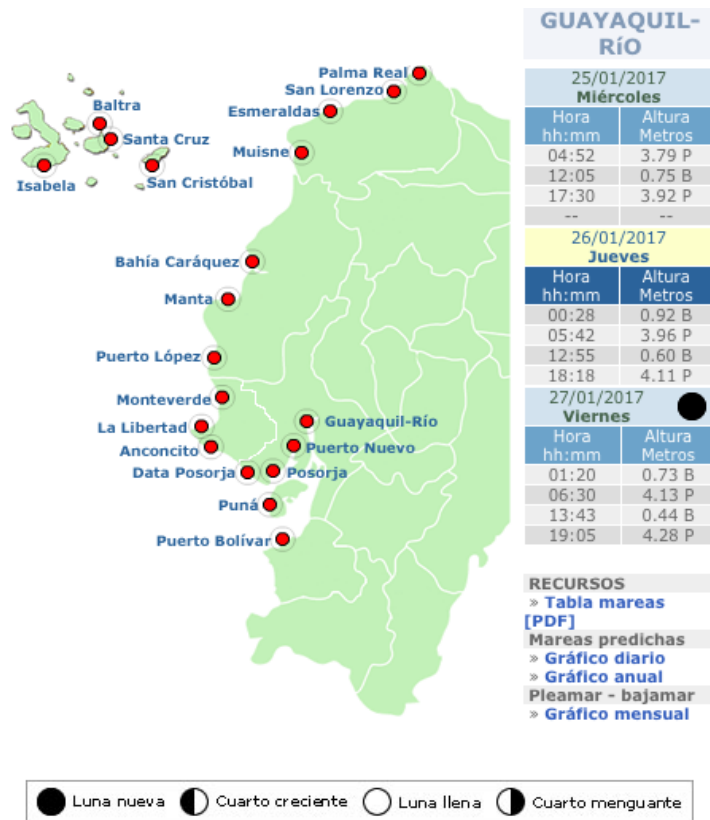 Palma Real
San Lorenzo
Esmeraldas
Muisne
Baltra
Santa Cruz
Isabela
San Cristóbal
Bahía Caráquez
Manta
Puerto López
Monteverde
La Libertad
Guayaquil-Río
Anconcito
Puerto Nuevo
Data Posorja
Posorja
Puná
Puerto Bolívar
GUAYAQUIL-
RíO
25/01/2017
Miércoles
Hora Altura
hh:mm Metros
04:52 3.79 P
12:05 0.75 B
17:30 3.92 P
-- --
26/01/2017
Jueves
Hora Altura
hh:mm Metros
00:28 0.92 B
05:42 3.96 P
12:55 0.60 B
18:18 4.11 P
27/01/2017
Viernes
Hora Altura
hh:mm Metros
01:20 0.73 B
06:30 4.13 P
13:43 0.44 B
19:05 4.28 P
RECURSOS
» Tabla mareas
[PDF]
Mareas predichas
» Gráfico diario
» Gráfico anual
Pleamar - bajamar
» Gráfico mensual
Luna nueva Cuarto creciente Luna llena Cuarto menguante